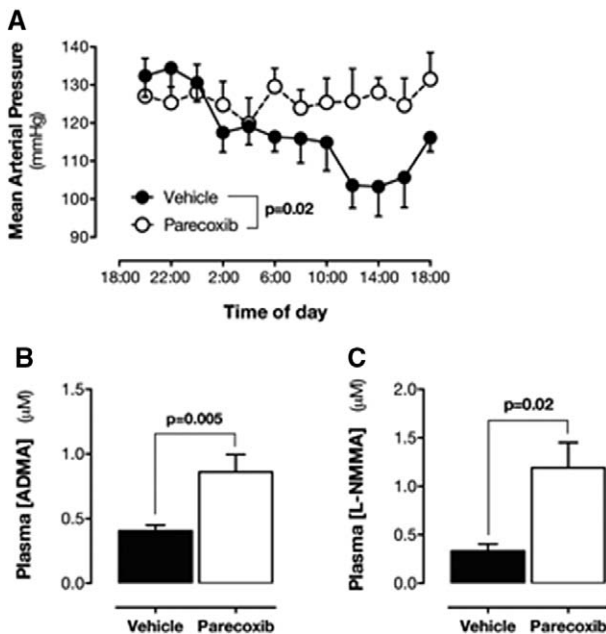 A
Mean Arterial Pressure
(mmHg)
140
130
120
110
100
90
Vehicle
Parecoxib
p=0.02
18:00 22:00 2:00 6:00 10:00 14:00 18:00
Time of day
B
Plasma [ADMA] (μM)
1.5
1.0
0.5
0.0
p=0.005
Vehicle Parecoxib
C
Plasma [L-NMMA] (μM)
2.0
1.5
1.0
0.5
0.0
p=0.02
Vehicle Parecoxib